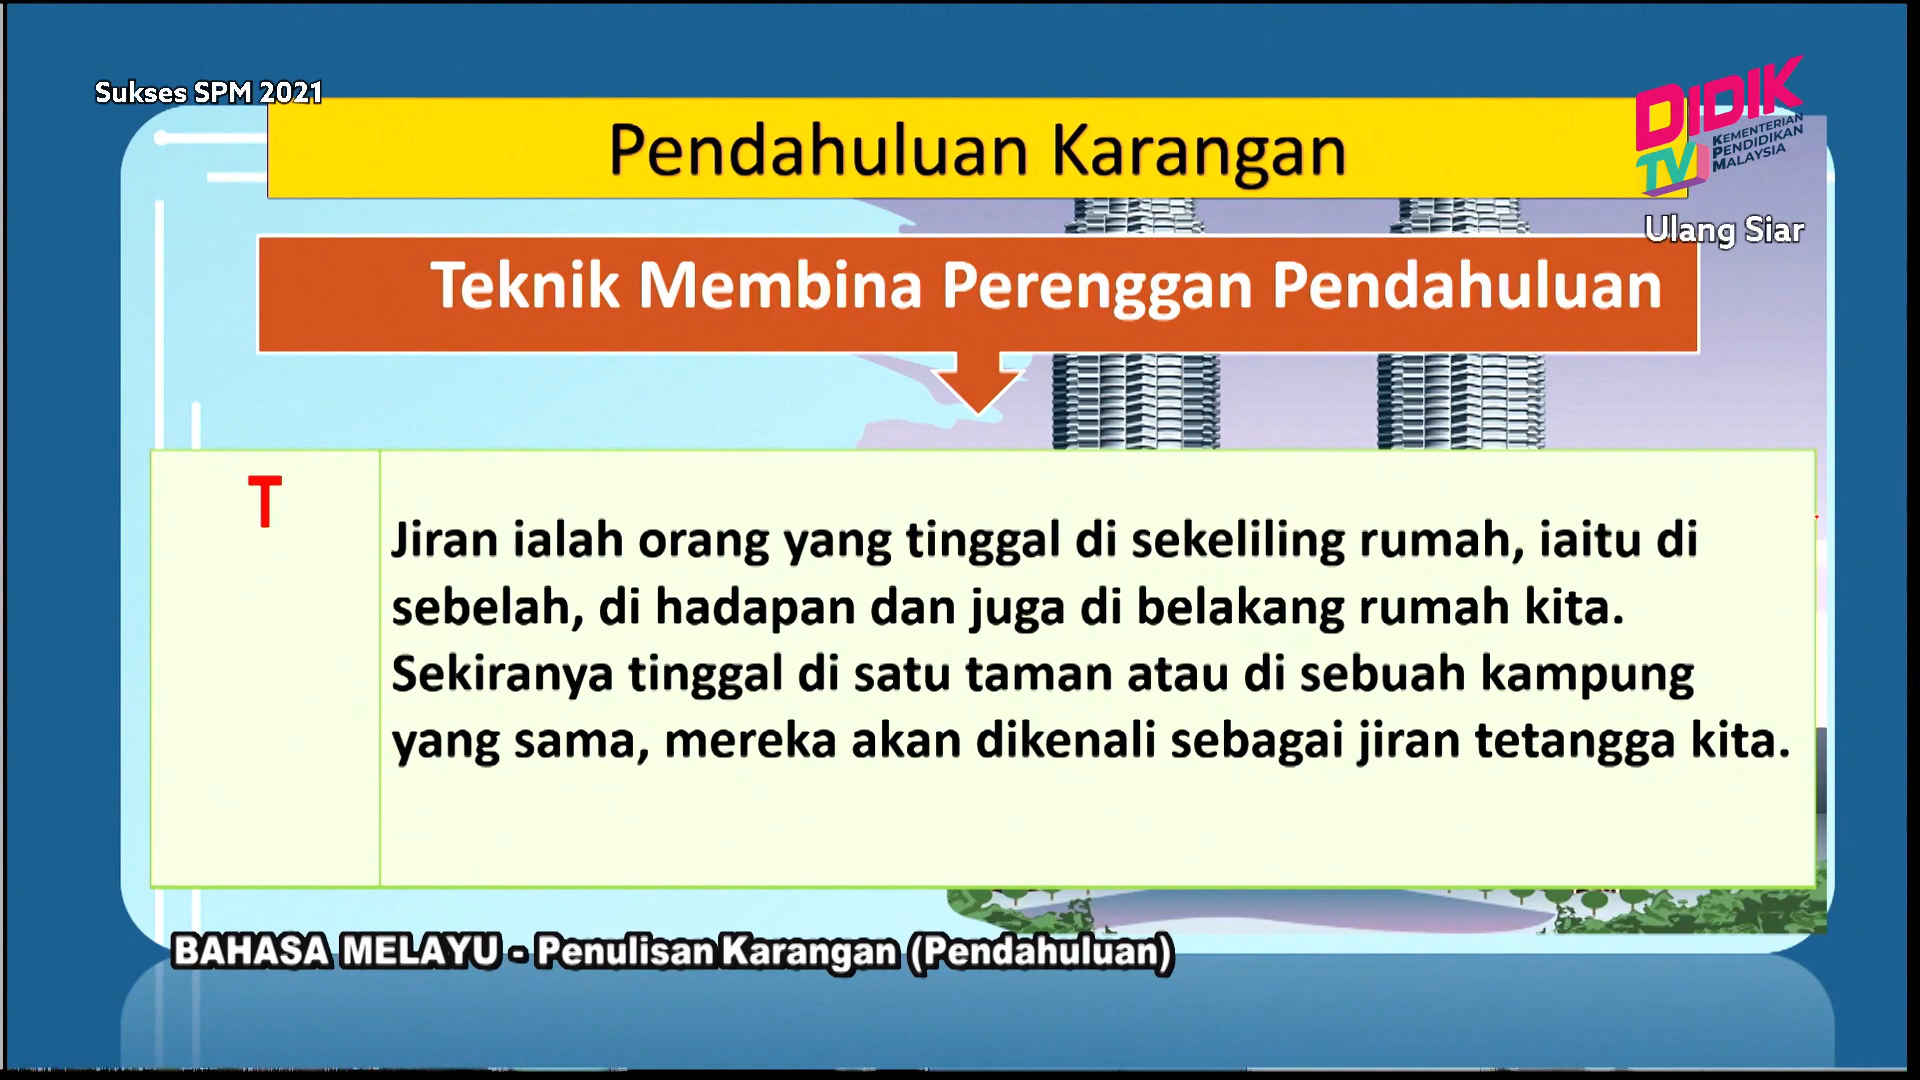 Sukses SPM 2021
DIDIK
TV
KEMENTERIAN
PENDIDIKAN
MALAYSIA
Pendahuluan Karangan
Ulang Siar
Teknik Membina Perenggan Pendahuluan
T
Jiran ialah orang yang tinggal di sekeliling rumah, iaitu di
sebelah, di hadapan dan juga di belakang rumah kita.
Sekiranya tinggal di satu taman atau di sebuah kampung
yang sama, mereka akan dikenali sebagai jiran tetangga kita.
BAHASA MELAYU - Penulisan Karangan (Pendahuluan)